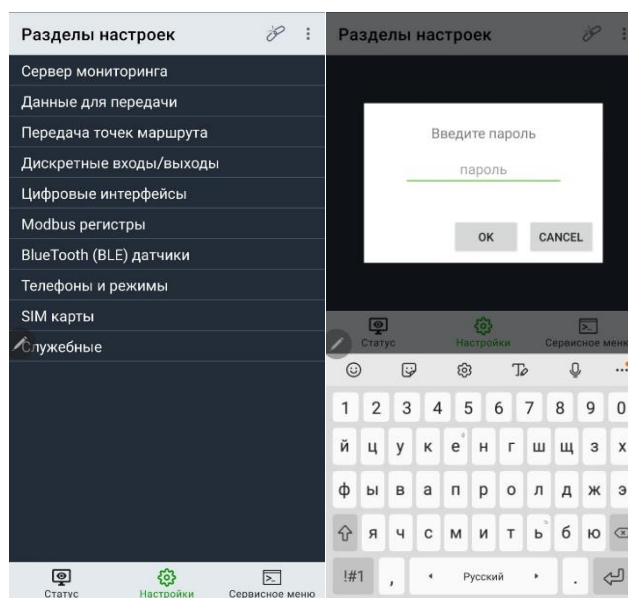 Разделы настроек
Сервер мониторинга
Данные для передачи
Передача точек маршрута
Дискретные входы/выходы
Цифровые интерфейсы
Modbus регистры
BlueTooth (BLE) датчики
Телефоны и режимы
SIM карты
Служебные
Статус
Настройки
Сервисное меню
Разделы настроек
Введите пароль
пароль
OK
CANCEL
Статус
Настройки
Сервисное меню
1 2 3 4 5 6 7 8 9 0
й ц у к е н г ш щ з х
ф ы в а п р о л д ж э
я ч с м и т ь б ю
!#1 , Русский .